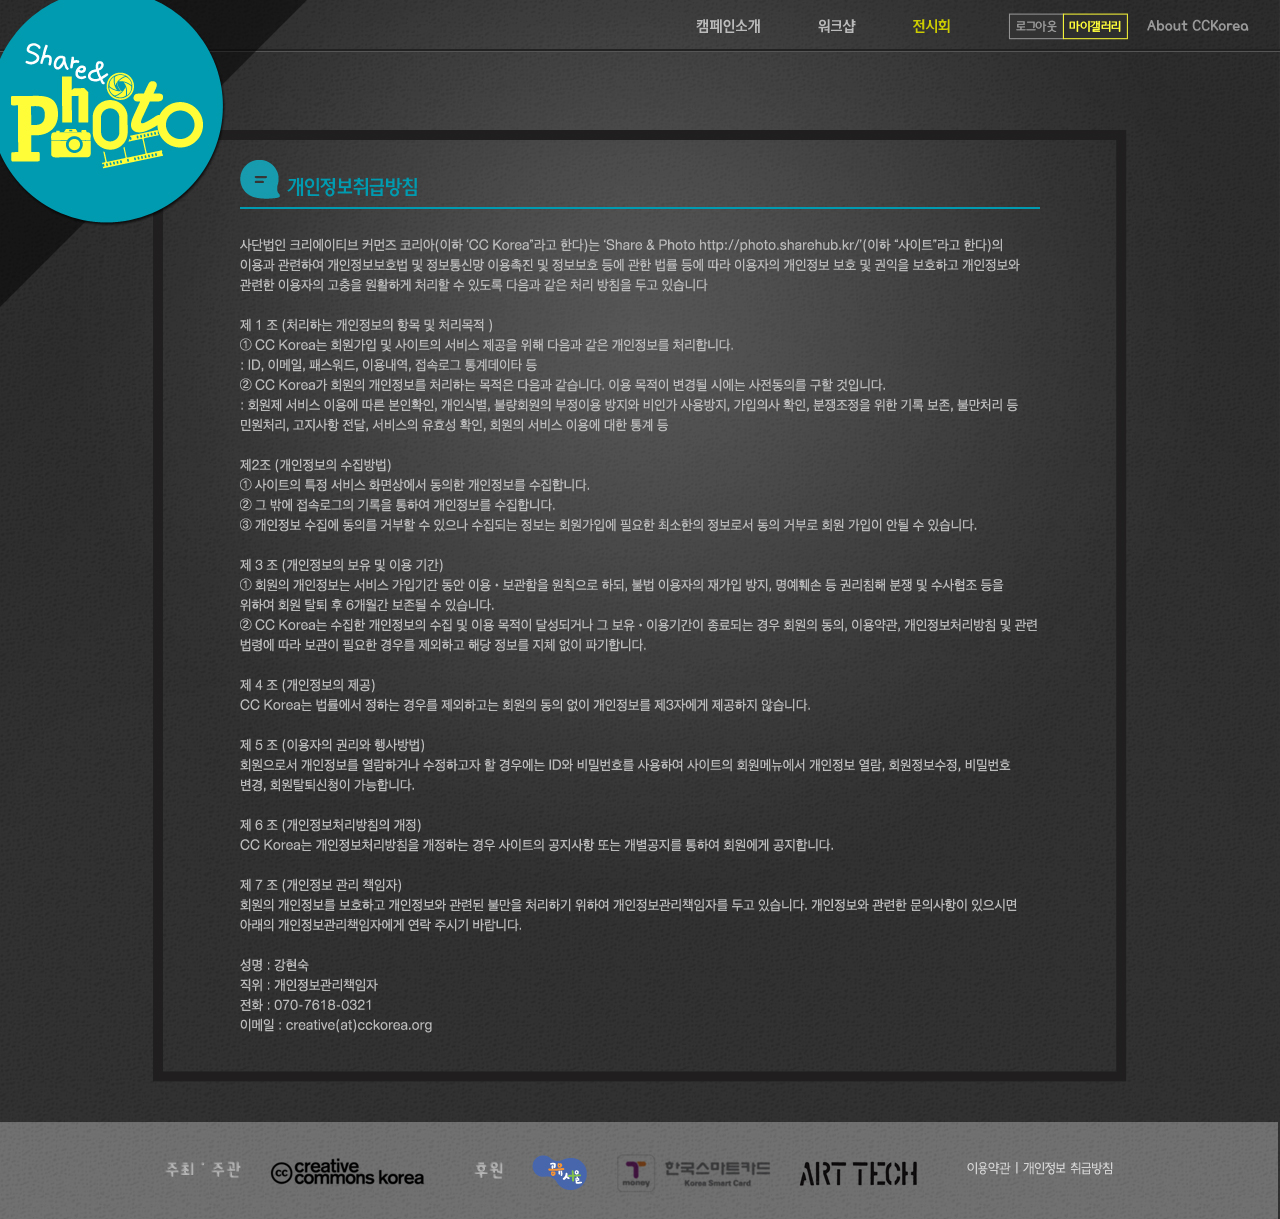 캠페인소개 워크샵 전시회 로그아웃 마이갤러리 About CCKorea
Share&
Photo
개인정보취급방침
사단법인 크리에이티브 커먼즈 코리아(이하 ‘CC Korea”라고 한다)는 ‘Share & Photo http://photo.sharehub.kr/’(이하 “사이트”라고 한다)의
이용과 관련하여 개인정보보호법 및 정보통신망 이용촉진 및 정보보호 등에 관한 법률 등에 따라 이용자의 개인정보 보호 및 권익을 보호하고 개인정보와
관련한 이용자의 고충을 원활하게 처리할 수 있도록 다음과 같은 처리 방침을 두고 있습니다
제 1 조 (처리하는 개인정보의 항목 및 처리목적 )
① CC Korea는 회원가입 및 사이트의 서비스 제공을 위해 다음과 같은 개인정보를 처리합니다.
: ID, 이메일, 패스워드, 이용내역, 접속로그 통계데이타 등
② CC Korea가 회원의 개인정보를 처리하는 목적은 다음과 같습니다. 이용 목적이 변경될 시에는 사전동의를 구할 것입니다.
: 회원제 서비스 이용에 따른 본인확인, 개인식별, 불량회원의 부정이용 방지와 비인가 사용방지, 가입의사 확인, 분쟁조정을 위한 기록 보존, 불만처리 등
민원처리, 고지사항 전달, 서비스의 유효성 확인, 회원의 서비스 이용에 대한 통계 등
제2조 (개인정보의 수집방법)
① 사이트의 특정 서비스 화면상에서 동의한 개인정보를 수집합니다.
② 그 밖에 접속로그의 기록을 통하여 개인정보를 수집합니다.
③ 개인정보 수집에 동의를 거부할 수 있으나 수집되는 정보는 회원가입에 필요한 최소한의 정보로서 동의 거부로 회원 가입이 안될 수 있습니다.
제 3 조 (개인정보의 보유 및 이용 기간)
① 회원의 개인정보는 서비스 가입기간 동안 이용・보관함을 원칙으로 하되, 불법 이용자의 재가입 방지, 명예훼손 등 권리침해 분쟁 및 수사협조 등을
위하여 회원 탈퇴 후 6개월간 보존될 수 있습니다.
② CC Korea는 수집한 개인정보의 수집 및 이용 목적이 달성되거나 그 보유・이용기간이 종료되는 경우 회원의 동의, 이용약관, 개인정보처리방침 및 관련
법령에 따라 보관이 필요한 경우를 제외하고 해당 정보를 지체 없이 파기합니다.
제 4 조 (개인정보의 제공)
CC Korea는 법률에서 정하는 경우를 제외하고는 회원의 동의 없이 개인정보를 제3자에게 제공하지 않습니다.
제 5 조 (이용자의 권리와 행사방법)
회원으로서 개인정보를 열람하거나 수정하고자 할 경우에는 ID와 비밀번호를 사용하여 사이트의 회원메뉴에서 개인정보 열람, 회원정보수정, 비밀번호
변경, 회원탈퇴신청이 가능합니다.
제 6 조 (개인정보처리방침의 개정)
CC Korea는 개인정보처리방침을 개정하는 경우 사이트의 공지사항 또는 개별공지를 통하여 회원에게 공지합니다.
제 7 조 (개인정보 관리 책임자)
회원의 개인정보를 보호하고 개인정보와 관련된 불만을 처리하기 위하여 개인정보관리책임자를 두고 있습니다. 개인정보와 관련한 문의사항이 있으시면
아래의 개인정보관리책임자에게 연락 주시기 바랍니다.
성명 : 강현숙
직위 : 개인정보관리책임자
전화 : 070-7618-0321
이메일 : creative(at)cckorea.org
주최·주관 cc creative commons korea 후원 공유서울 T money 한국스마트카드 Korea Smart Card ART TECH 이용약관 | 개인정보 취급방침